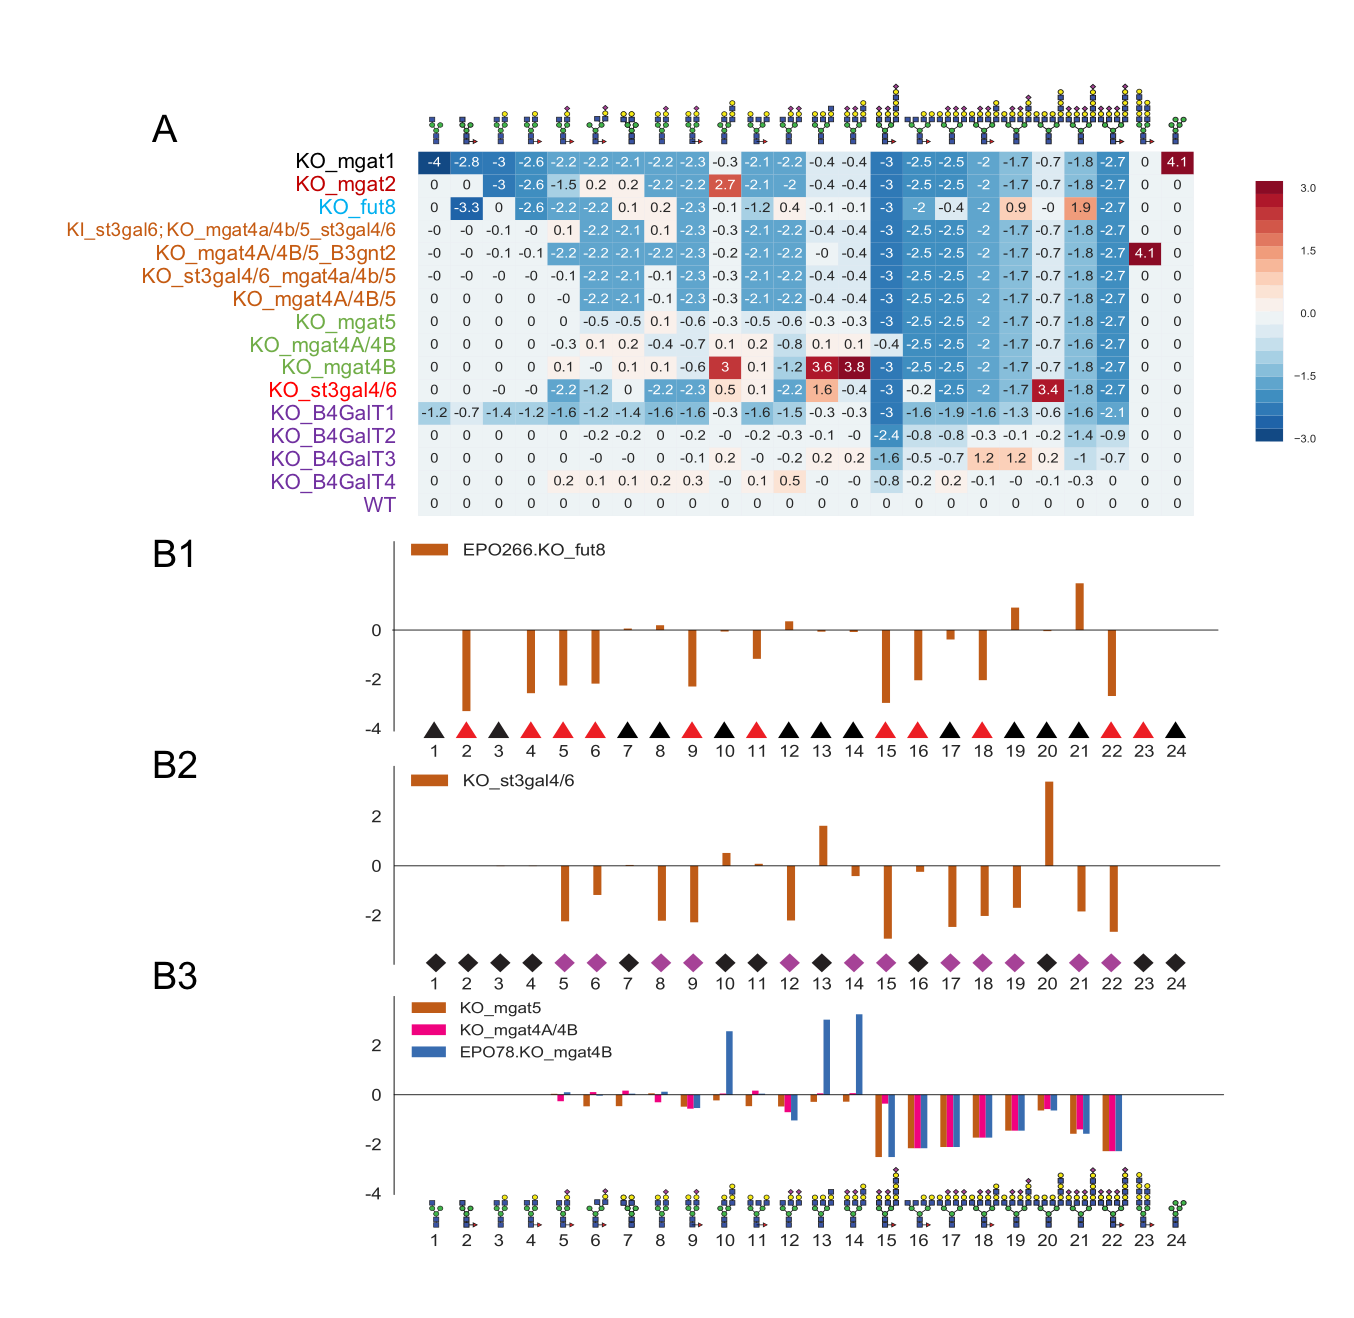 A
KO_mgat1 -4 -2.8 -3 -2.6 -2.2 -2.2 -2.1 -2.2 -2.3 -0.3 -2.1 -2.2 -0.4 -0.4 -3 -2.5 -2.5 -2 -1.7 -0.7 -1.8 -2.7 0 4.1
KO_mgat2 0 0 -3 -2.6 -1.5 0.2 0.2 -2.2 -2.2 2.7 -2.1 -2 -0.4 -0.4 -3 -2.5 -2.5 -2 -1.7 -0.7 -1.8 -2.7 0 0
KO_fut8 0 -3.3 0 -2.6 -2.2 -2.2 0.1 0.2 -2.3 -0.1 -1.2 0.4 -0.1 -0.1 -3 -2 -0.4 -2 0.9 -0 1.9 -2.7 0 0
KI_st3gal6; KO_mgat4a/4b/5_st3gal4/6 -0 -0 -0.1 -0 0.1 -2.2 -2.1 0.1 -2.3 -0.3 -2.1 -2.2 -0.4 -0.4 -3 -2.5 -2.5 -2 -1.7 -0.7 -1.8 -2.7 0 0
KO_mgat4A/4B/5_B3gnt2 -0 -0 -0.1 -0.1 -2.2 -2.2 -2.1 -2.2 -2.3 -0.2 -2.1 -2.2 -0 -0.4 -3 -2.5 -2.5 -2 -1.7 -0.7 -1.8 -2.7 4.1 0
KO_st3gal4/6_mgat4a/4b/5 -0 -0 -0 -0 -0.1 -2.2 -2.1 -0.1 -2.3 -0.3 -2.1 -2.2 -0.4 -0.4 -3 -2.5 -2.5 -2 -1.7 -0.7 -1.8 -2.7 0 0
KO_mgat4A/4B/5 0 0 0 0 -0 -2.2 -2.1 -0.1 -2.3 -0.3 -2.1 -2.2 -0.4 -0.4 -3 -2.5 -2.5 -2 -1.7 -0.7 -1.8 -2.7 0 0
KO_mgat5 0 0 0 0 0 -0.5 -0.5 0.1 -0.6 -0.3 -0.5 -0.6 -0.3 -0.3 -3 -2.5 -2.5 -2 -1.7 -0.7 -1.8 -2.7 0 0
KO_mgat4A/4B 0 0 0 0 -0.3 0.1 0.2 -0.4 -0.7 0.1 0.2 -0.8 0.1 0.1 -0.4 -2.5 -2.5 -2 -1.7 -0.7 -1.6 -2.7 0 0
KO_mgat4B 0 0 0 0 0.1 -0 0.1 0.1 -0.6 3 0.1 -1.2 3.6 3.8 -3 -2.5 -2.5 -2 -1.7 -0.7 -1.8 -2.7 0 0
KO_st3gal4/6 0 0 -0 -0 -2.2 -1.2 0 -2.2 -2.3 0.5 0.1 -2.2 1.6 -0.4 -3 -0.2 -2.5 -2 -1.7 3.4 -1.8 -2.7 0 0
KO_B4GalT1 -1.2 -0.7 -1.4 -1.2 -1.6 -1.2 -1.4 -1.6 -1.6 -0.3 -1.6 -1.5 -0.3 -0.3 -3 -1.6 -1.9 -1.6 -1.3 -0.6 -1.6 -2.1 0 0
KO_B4GalT2 0 0 0 0 0 -0.2 -0.2 0 -0.2 -0 -0.2 -0.3 -0.1 -0 -2.4 -0.8 -0.8 -0.3 -0.1 -0.2 -1.4 -0.9 0 0
KO_B4GalT3 0 0 0 0 0 -0 -0 0 -0.1 0.2 -0 -0.2 0.2 0.2 -1.6 -0.5 -0.7 1.2 1.2 0.2 -1 -0.7 0 0
KO_B4GalT4 0 0 0 0 0.2 0.1 0.1 0.2 0.3 -0 0.1 0.5 -0 -0 -0.8 -0.2 0.2 -0.1 -0 -0.1 -0.3 0 0 0
WT 0 0 0 0 0 0 0 0 0 0 0 0 0 0 0 0 0 0 0 0 0 0 0 0
3.0
1.5
0.0
-1.5
-3.0
B1
EPO266.KO_fut8
0
-2
-4
1 2 3 4 5 6 7 8 9 10 11 12 13 14 15 16 17 18 19 20 21 22 23 24
B2
KO_st3gal4/6
2
0
-2
1 2 3 4 5 6 7 8 9 10 11 12 13 14 15 16 17 18 19 20 21 22 23 24
B3
KO_mgat5
KO_mgat4A/4B
EPO78.KO_mgat4B
2
0
-2
-4
1 2 3 4 5 6 7 8 9 10 11 12 13 14 15 16 17 18 19 20 21 22 23 24